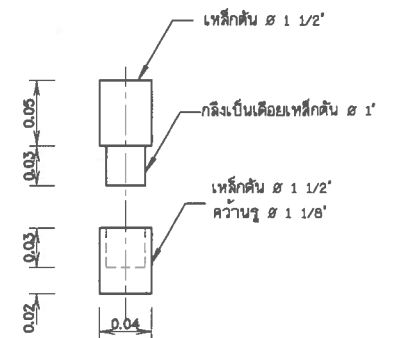 เหล็กตัน ø 1 1/2"
0.05
กลึงเป็นเดือยเหล็กตัน ø 1"
0.03
เหล็กตัน ø 1 1/2"
คว้านรู ø 1 1/8"
0.03
0.02
0.04